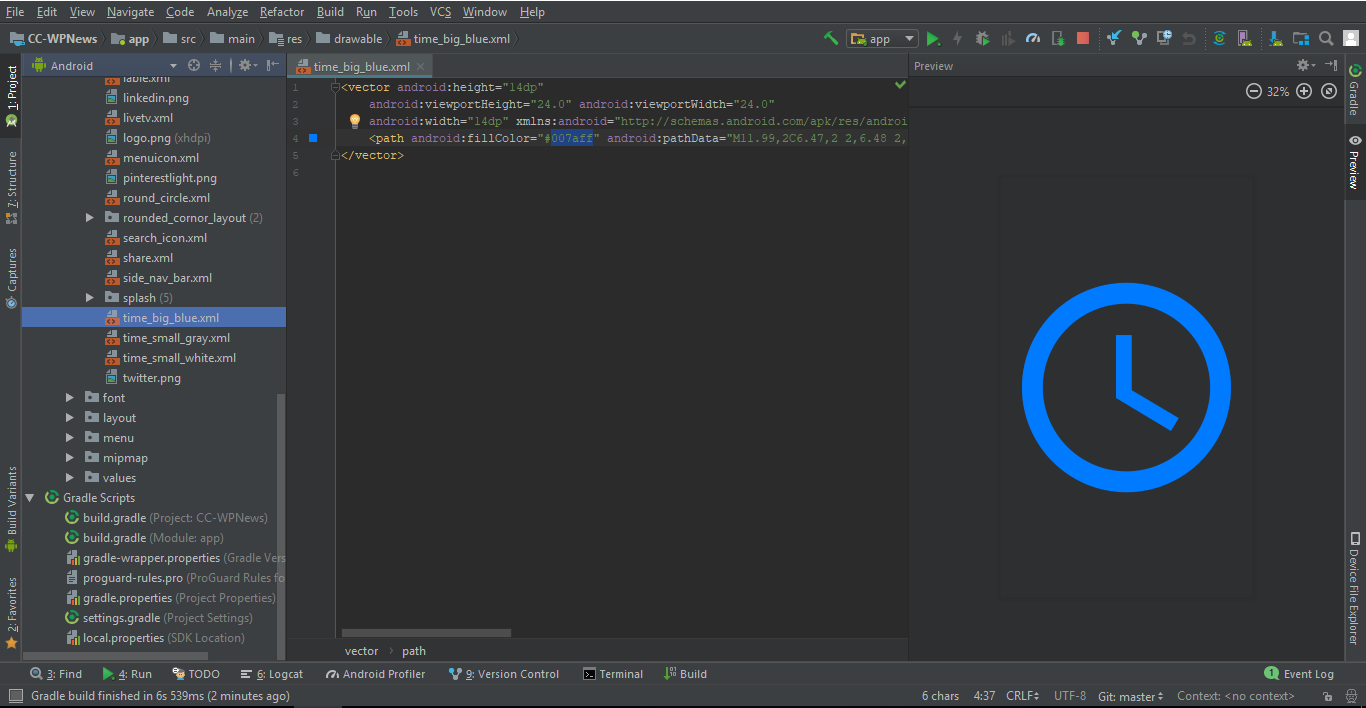 File Edit View Navigate Code Analyze Refactor Build Run Tools VCS Window Help
CC-WPNews app src main res drawable time_big_blue.xml app
1: Project
7: Structure
Captures
Build Variants
2: Favorites
Android
linkedin.png
livetv.xml
logo.png (xhdpi)
menuicon.xml
pinterestlight.png
round_circle.xml
rounded_cornor_layout (2)
search_icon.xml
share.xml
side_nav_bar.xml
splash (5)
time_big_blue.xml
time_small_gray.xml
time_small_white.xml
twitter.png
font
layout
menu
mipmap
values
Gradle Scripts
build.gradle (Project: CC-WPNews)
build.gradle (Module: app)
gradle-wrapper.properties (Gradle Vers
proguard-rules.pro (ProGuard Rules fo
gradle.properties (Project Properties)
settings.gradle (Project Settings)
local.properties (SDK Location)
time_big_blue.xml
1 <vector android:height="14dp"
2 android:viewportHeight="24.0" android:viewportWidth="24.0"
3 android:width="14dp" xmlns:android="http://schemas.android.com/apk/res/androi
4 <path android:fillColor="#007aff" android:pathData="M11.99,2C6.47,2 2,6.48 2,
5 </vector>
6
vector path
Preview
32%
Gradle
Preview
Device File Explorer
3: Find 4: Run TODO 6: Logcat Android Profiler 9: Version Control Terminal Build 1 Event Log
Gradle build finished in 6s 539ms (2 minutes ago) 6 chars 4:37 CRLF UTF-8 Git: master Context: <no context>